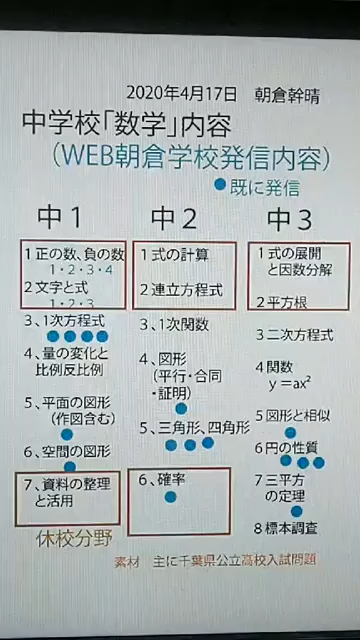 2020年4月17日　朝倉幹晴
中学校「数学」内容
（WEB朝倉学校発信内容）
●既に発信
中1
1正の数、負の数
1・2・3・4
2文字と式
1・2・3
3、1次方程式
4、量の変化と
比例反比例
5、平面の図形
（作図含む）
6、空間の図形
7、資料の整理
と活用
休校分野
中2
1式の計算
2連立方程式
3、1次関数
4、図形
（平行・合同
・証明）
5、三角形、四角形
6、確率
中3
1式の展開
と因数分解
2平方根
3二次方程式
4関数
y＝ax²
5図形と相似
6円の性質
7三平方
の定理
8標本調査
素材　主に千葉県公立高校入試問題